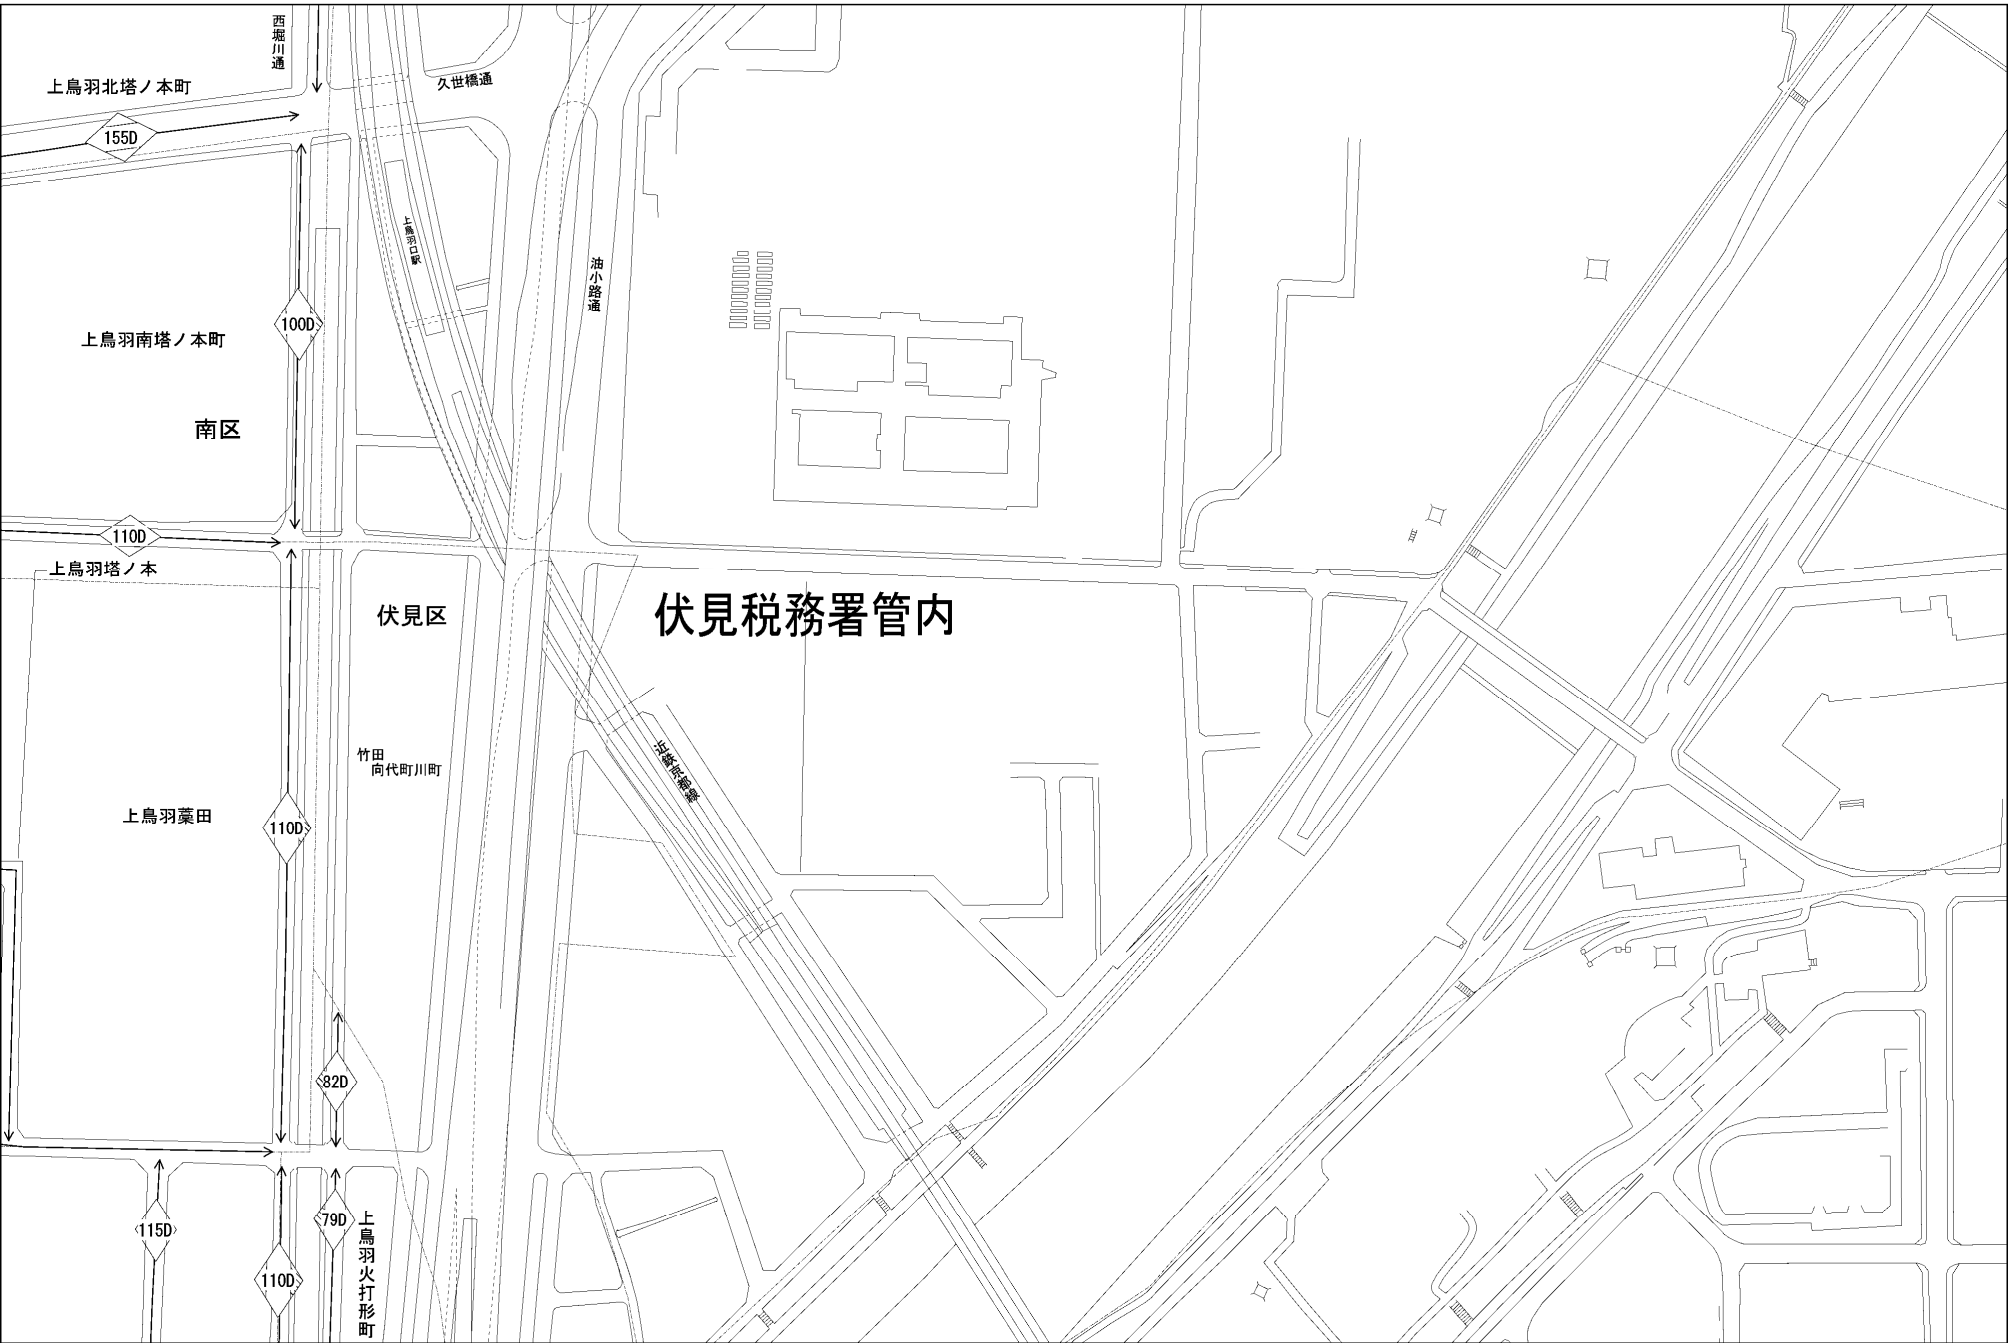 西堀川通
上鳥羽北塔ノ本町
久世橋通
155D
上鳥羽口駅
油小路通
100D
上鳥羽南塔ノ本町
南区
110D
上鳥羽塔ノ本
伏見区
伏見税務署管内
竹田
向代町川町
近鉄京都線
上鳥羽藁田
110D
82D
115D
79D
上鳥羽火打形町
110D